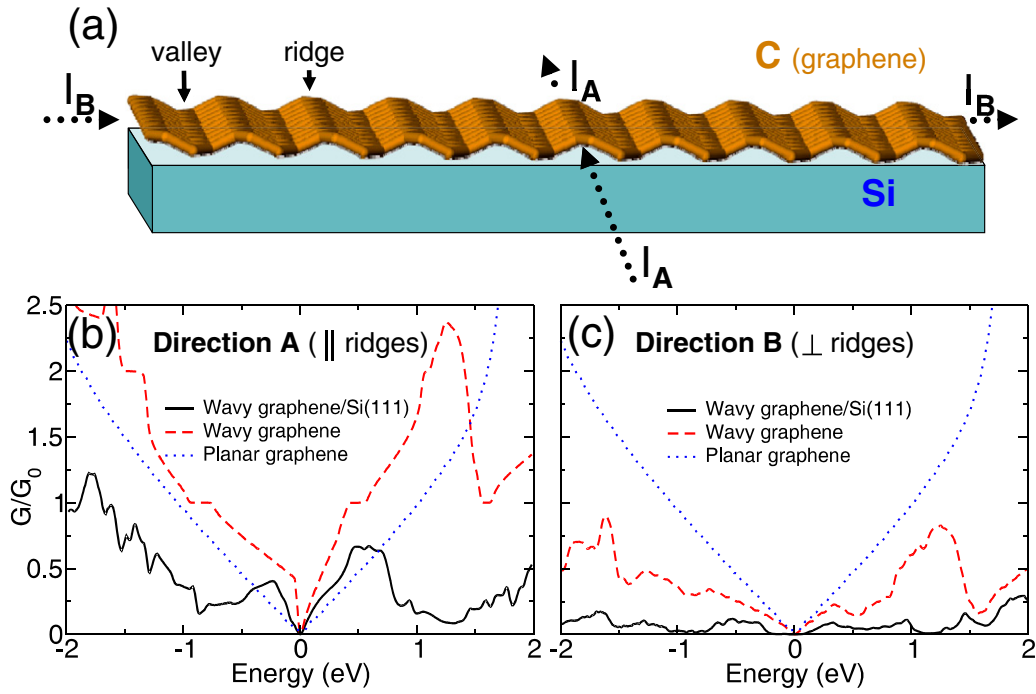 (a)
valley ridge
C (graphene)
I_B I_A I_B
Si
I_A
(b)
Direction A (∥ ridges)
Wavy graphene/Si(111)
Wavy graphene
Planar graphene
G/G_0
2.5
2
1.5
1
0.5
0
-2 -1 0 1 2
Energy (eV)
(c)
Direction B (⊥ ridges)
Wavy graphene/Si(111)
Wavy graphene
Planar graphene
-2 -1 0 1 2
Energy (eV)